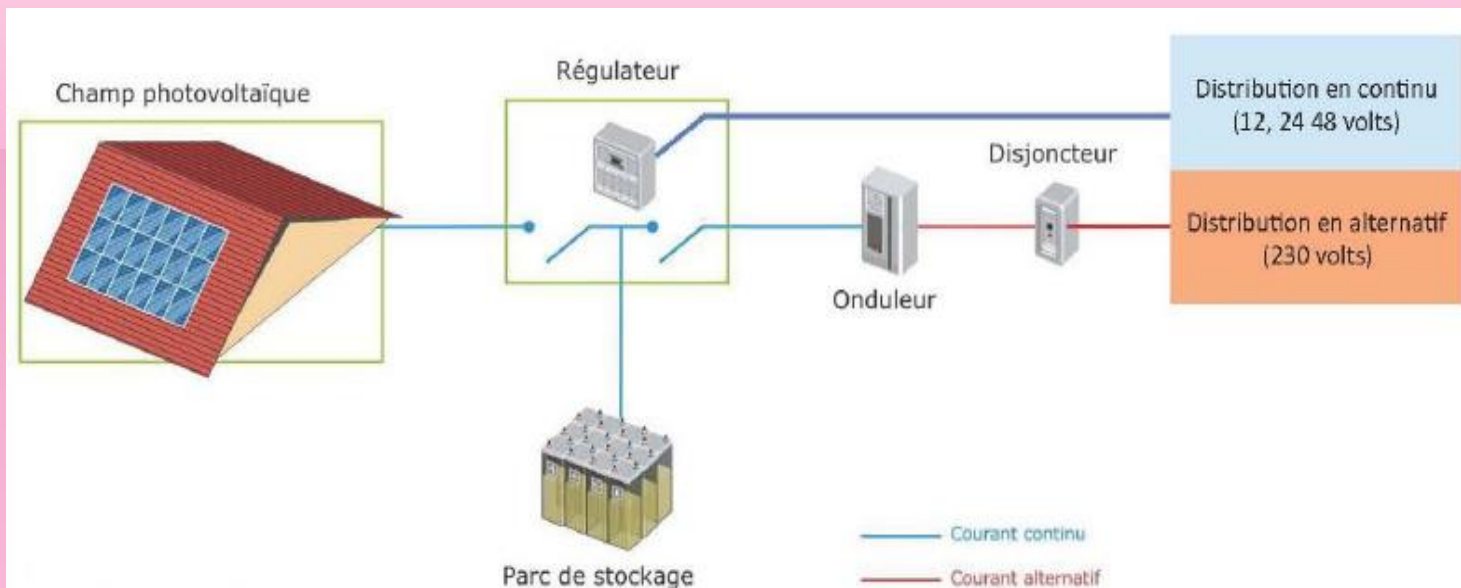 Champ photovoltaïque
Régulateur
Distribution en continu
(12, 24 48 volts)
Disjoncteur
Distribution en alternatif
(230 volts)
Onduleur
Parc de stockage
Courant continu
Courant alternatif